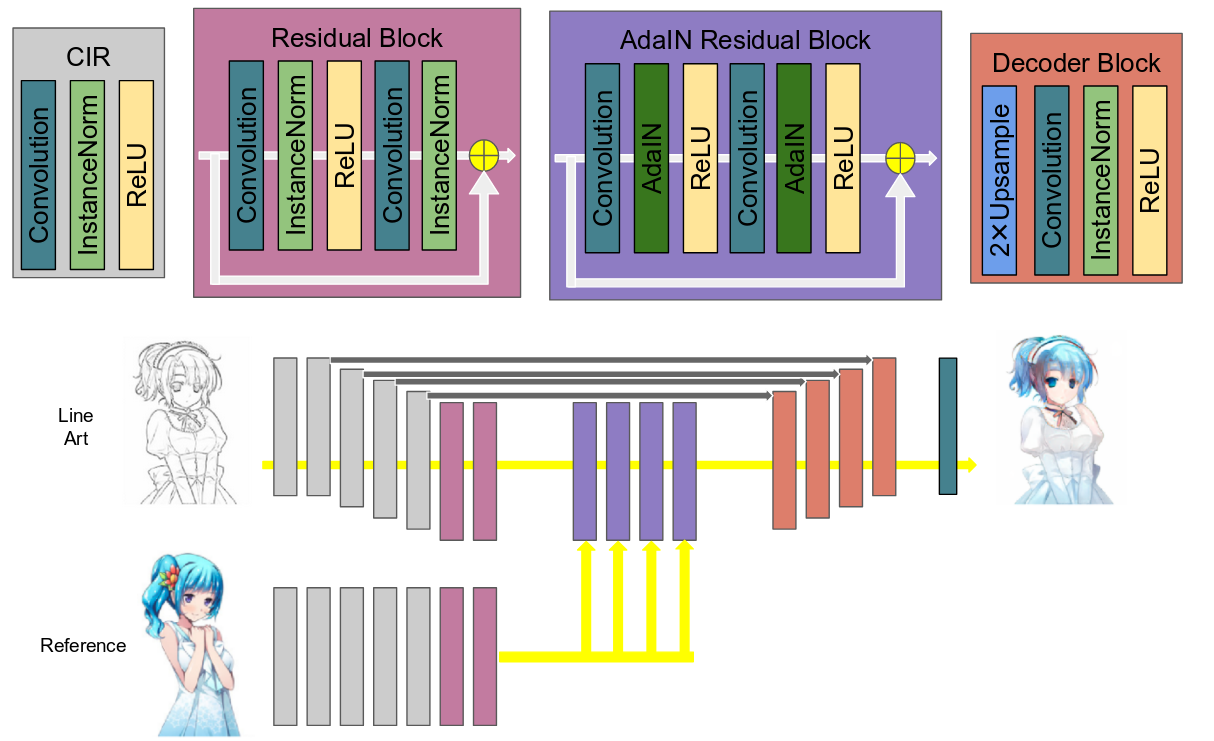 CIR
Convolution
InstanceNorm
ReLU
Residual Block
Convolution
InstanceNorm
ReLU
Convolution
InstanceNorm
AdaIN Residual Block
Convolution
AdaIN
ReLU
Convolution
AdaIN
ReLU
Decoder Block
2×Upsample
Convolution
InstanceNorm
ReLU
Line
Art
Reference